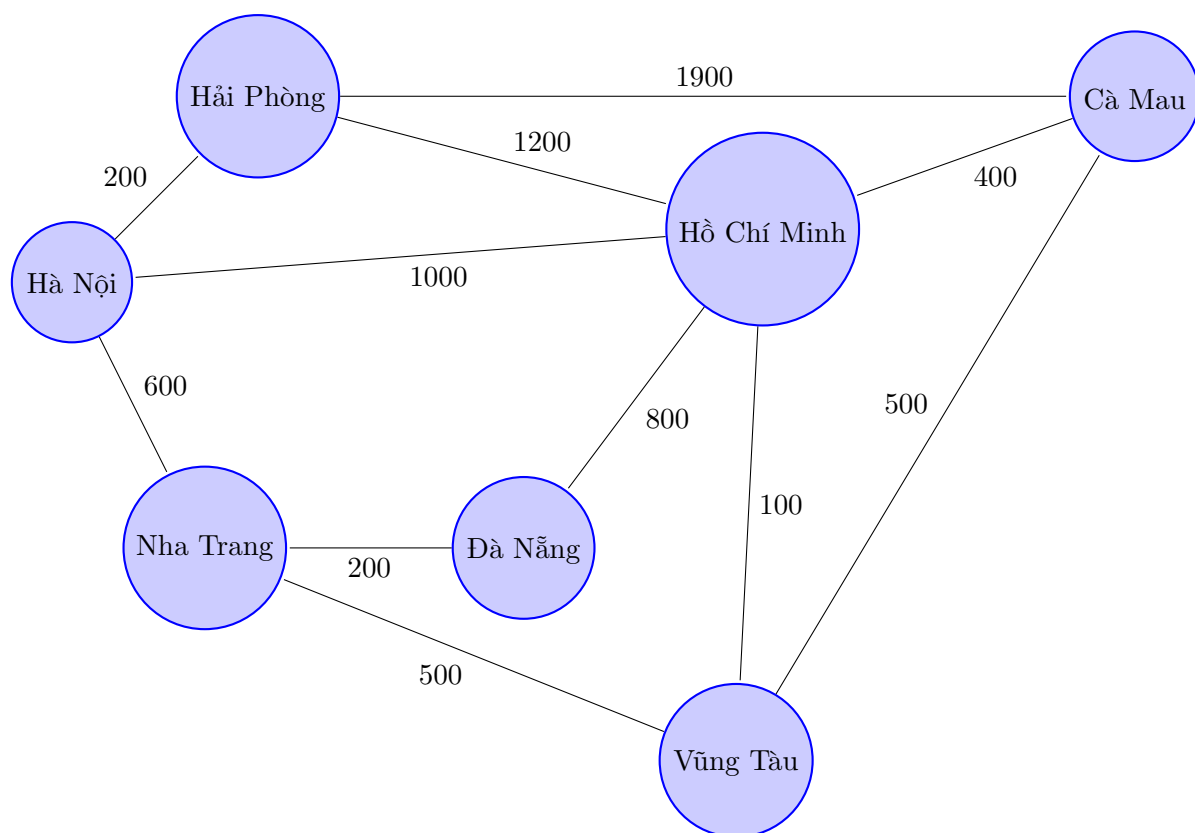 1900
Hải Phòng
Cà Mau
1200
200
400
Hồ Chí Minh
1000
Hà Nội
600
500
800
100
Nha Trang
Đà Nẵng
200
500
Vũng Tàu